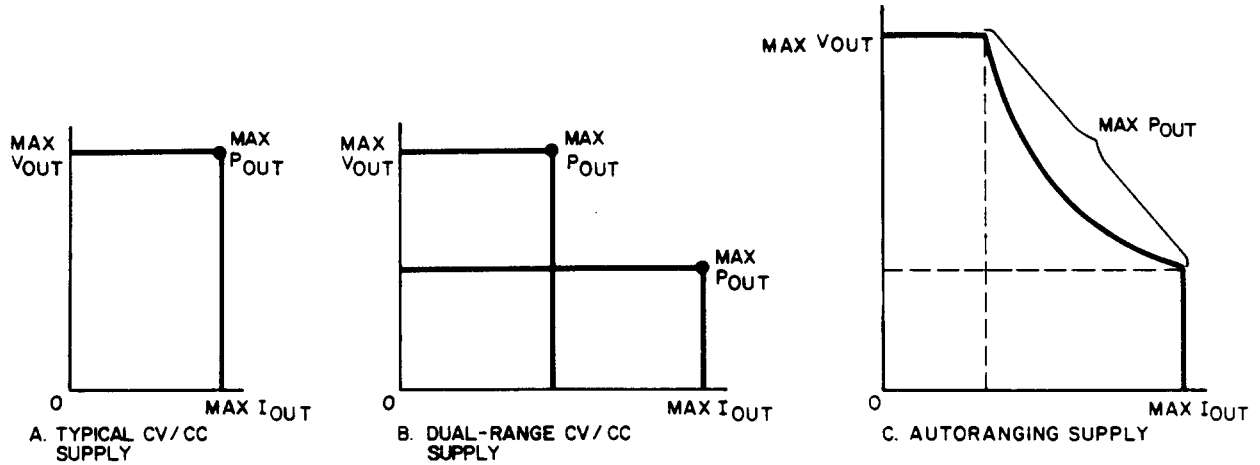 MAX
VOUT
MAX
POUT
0
MAX IOUT
A. TYPICAL CV/CC
SUPPLY
MAX
VOUT
MAX
POUT
MAX
POUT
0
MAX IOUT
B. DUAL-RANGE CV/CC
SUPPLY
MAX VOUT
MAX POUT
0
MAX IOUT
C. AUTORANGING SUPPLY